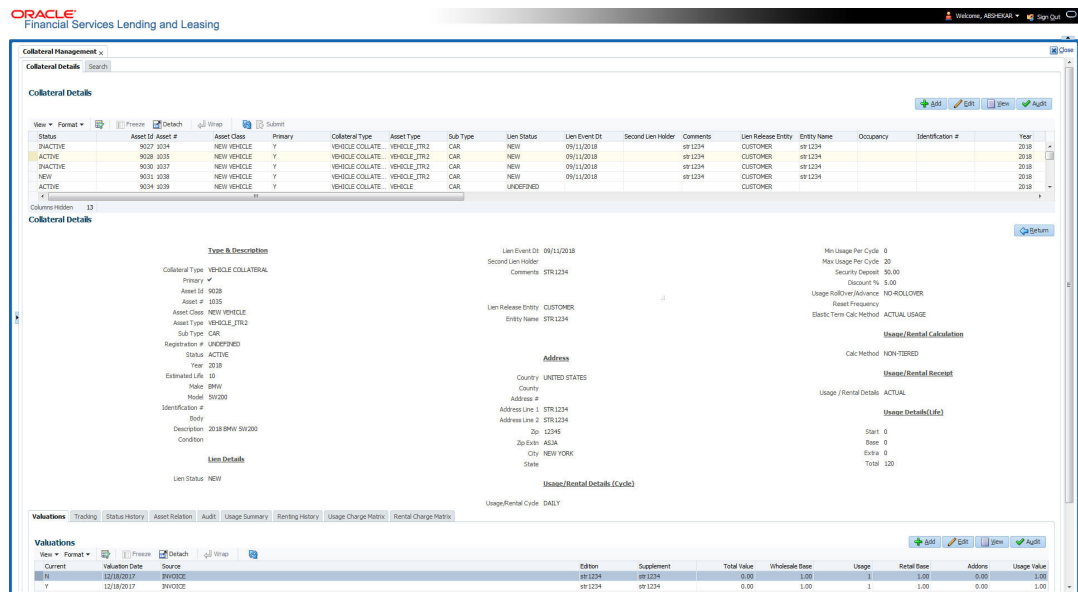 ORACLE
Financial Services Lending and Leasing
Welcome, ABSHEKAR Sign Out
Collateral Management x
Close
Collateral Details Search
Collateral Details
Add Edit View Audit
View Format Freeze Detach Wrap Submit
Status Asset Id Asset # Asset Class Primary Collateral Type Asset Type Sub Type Lien Status Lien Event Dt Second Lien Holder Comments Lien Release Entity Entity Name Occupancy Identification # Year
INACTIVE 9027 1034 NEW VEHICLE Y VEHICLE COLLATE... VEHICLE_ITR2 CAR NEW 09/11/2018 str1234 CUSTOMER str1234 2018
ACTIVE 9028 1035 NEW VEHICLE Y VEHICLE COLLATE... VEHICLE_ITR2 CAR NEW 09/11/2018 str1234 CUSTOMER str1234 2018
INACTIVE 9030 1037 NEW VEHICLE Y VEHICLE COLLATE... VEHICLE_ITR2 CAR NEW 09/11/2018 str1234 CUSTOMER str1234 2018
NEW 9031 1038 NEW VEHICLE Y VEHICLE COLLATE... VEHICLE_ITR2 CAR NEW 09/11/2018 str1234 CUSTOMER str1234 2018
ACTIVE 9034 1039 NEW VEHICLE Y VEHICLE COLLATE... VEHICLE CAR UNDEFINED CUSTOMER 2018
Columns Hidden 13
Collateral Details
Return
Type & Description
Collateral Type VEHICLE COLLATERAL
Primary ✔
Asset Id 9028
Asset # 1035
Asset Class NEW VEHICLE
Asset Type VEHICLE_ITR2
Sub Type CAR
Registration # UNDEFINED
Status ACTIVE
Year 2018
Estimated Life 10
Make BMW
Model SW200
Identification #
Body
Description 2018 BMW SW200
Condition
Lien Details
Lien Status NEW
Lien Event Dt 09/11/2018
Second Lien Holder
Comments STR1234
Lien Release Entity CUSTOMER
Entity Name STR1234
Address
Country UNITED STATES
County
Address #
Address Line 1 STR1234
Address Line 2 STR1234
Zip 12345
Zip Extn ASJA
City NEW YORK
State
Usage/Rental Details (Cycle)
Usage/Rental Cycle DAILY
Min Usage Per Cycle 0
Max Usage Per Cycle 20
Security Deposit 50.00
Discount % 5.00
Usage RollOver/Advance NO-ROLLOVER
Reset Frequency
Elastic Term Calc Method ACTUAL USAGE
Usage/Rental Calculation
Calc Method NON-TIERED
Usage/Rental Receipt
Usage / Rental Details ACTUAL
Usage Details(Life)
Start 0
Base 0
Extra 0
Total 120
Valuations Tracking Status History Asset Relation Audit Usage Summary Renting History Usage Charge Matrix Rental Charge Matrix
Valuations
Add Edit View Audit
View Format Freeze Detach Wrap
Current Valuation Date Source Edition Supplement Total Value Wholesale Base Usage Retail Base Addons Usage Value
N 12/18/2017 INVOICE str1234 str1234 0.00 1.00 1 1.00 0.00 1.00
Y 12/18/2017 INVOICE str1234 str1234 0.00 1.00 1 1.00 0.00 1.00